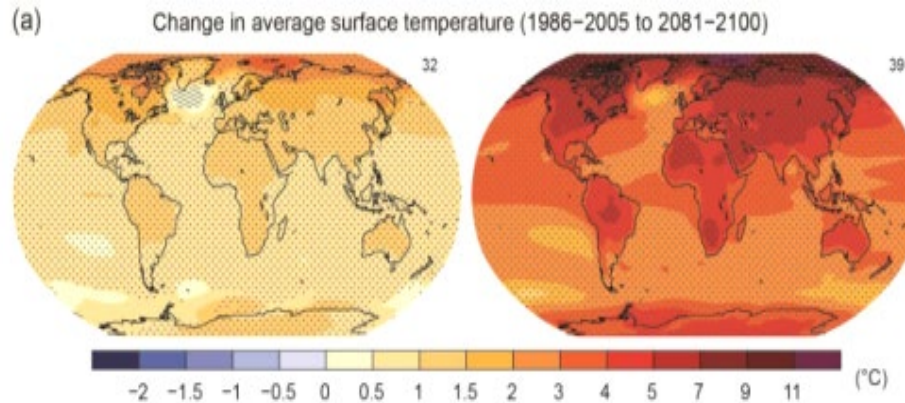 (a) Change in average surface temperature (1986−2005 to 2081−2100)
32 39
−2 −1.5 −1 −0.5 0 0.5 1 1.5 2 3 4 5 7 9 11 (°C)